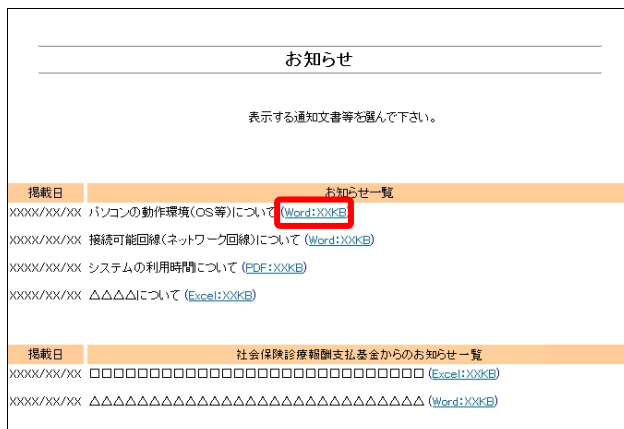 お知らせ
表示する通知文書等を選んで下さい。
掲載日 お知らせ一覧
XXXX/XX/XX パソコンの動作環境(OS等)について (Word:XXKB)
XXXX/XX/XX 接続可能回線(ネットワーク回線)について (Word:XXKB)
XXXX/XX/XX システムの利用時間について (PDF:XXKB)
XXXX/XX/XX △△△△について (Excel:XXKB)
掲載日 社会保険診療報酬支払基金からのお知らせ一覧
XXXX/XX/XX □□□□□□□□□□□□□□□□□□□□□□□□□□□□ (Excel:XXKB)
XXXX/XX/XX △△△△△△△△△△△△△△△△△△△△△△△△△△△△ (Word:XXKB)